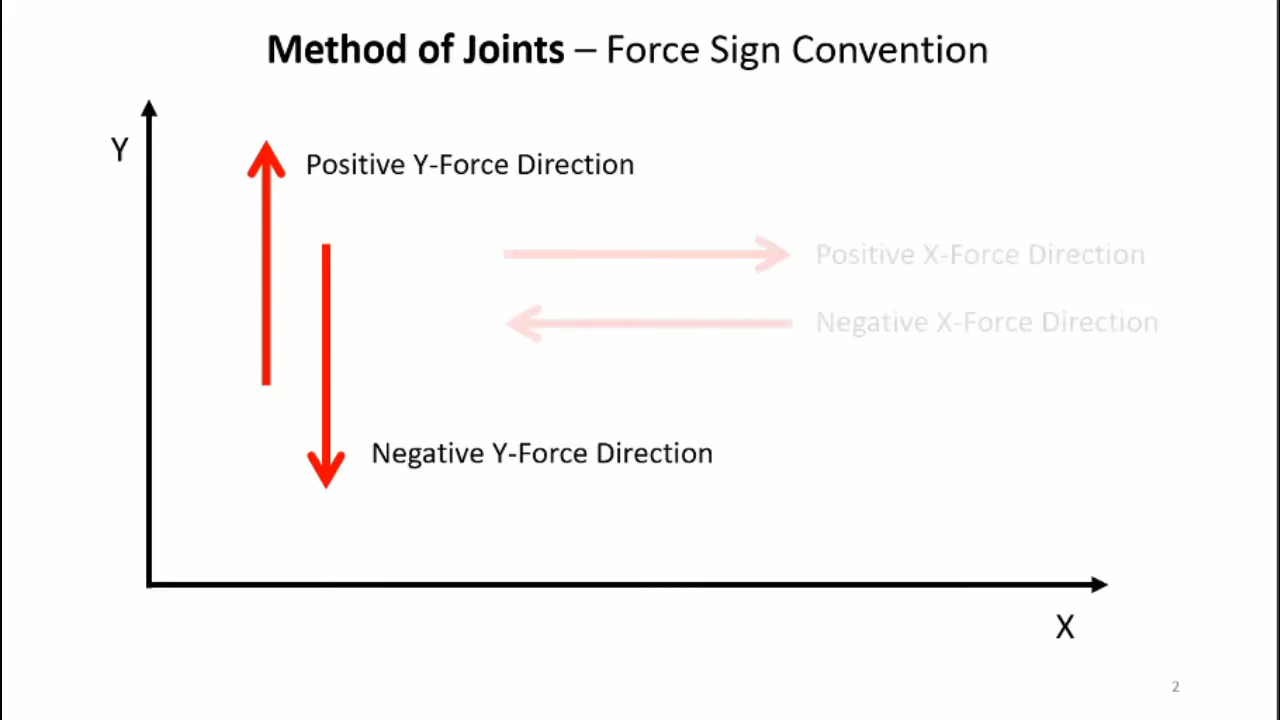 Method of Joints – Force Sign Convention
Y
Positive Y-Force Direction
Positive X-Force Direction
Negative X-Force Direction
Negative Y-Force Direction
X
2